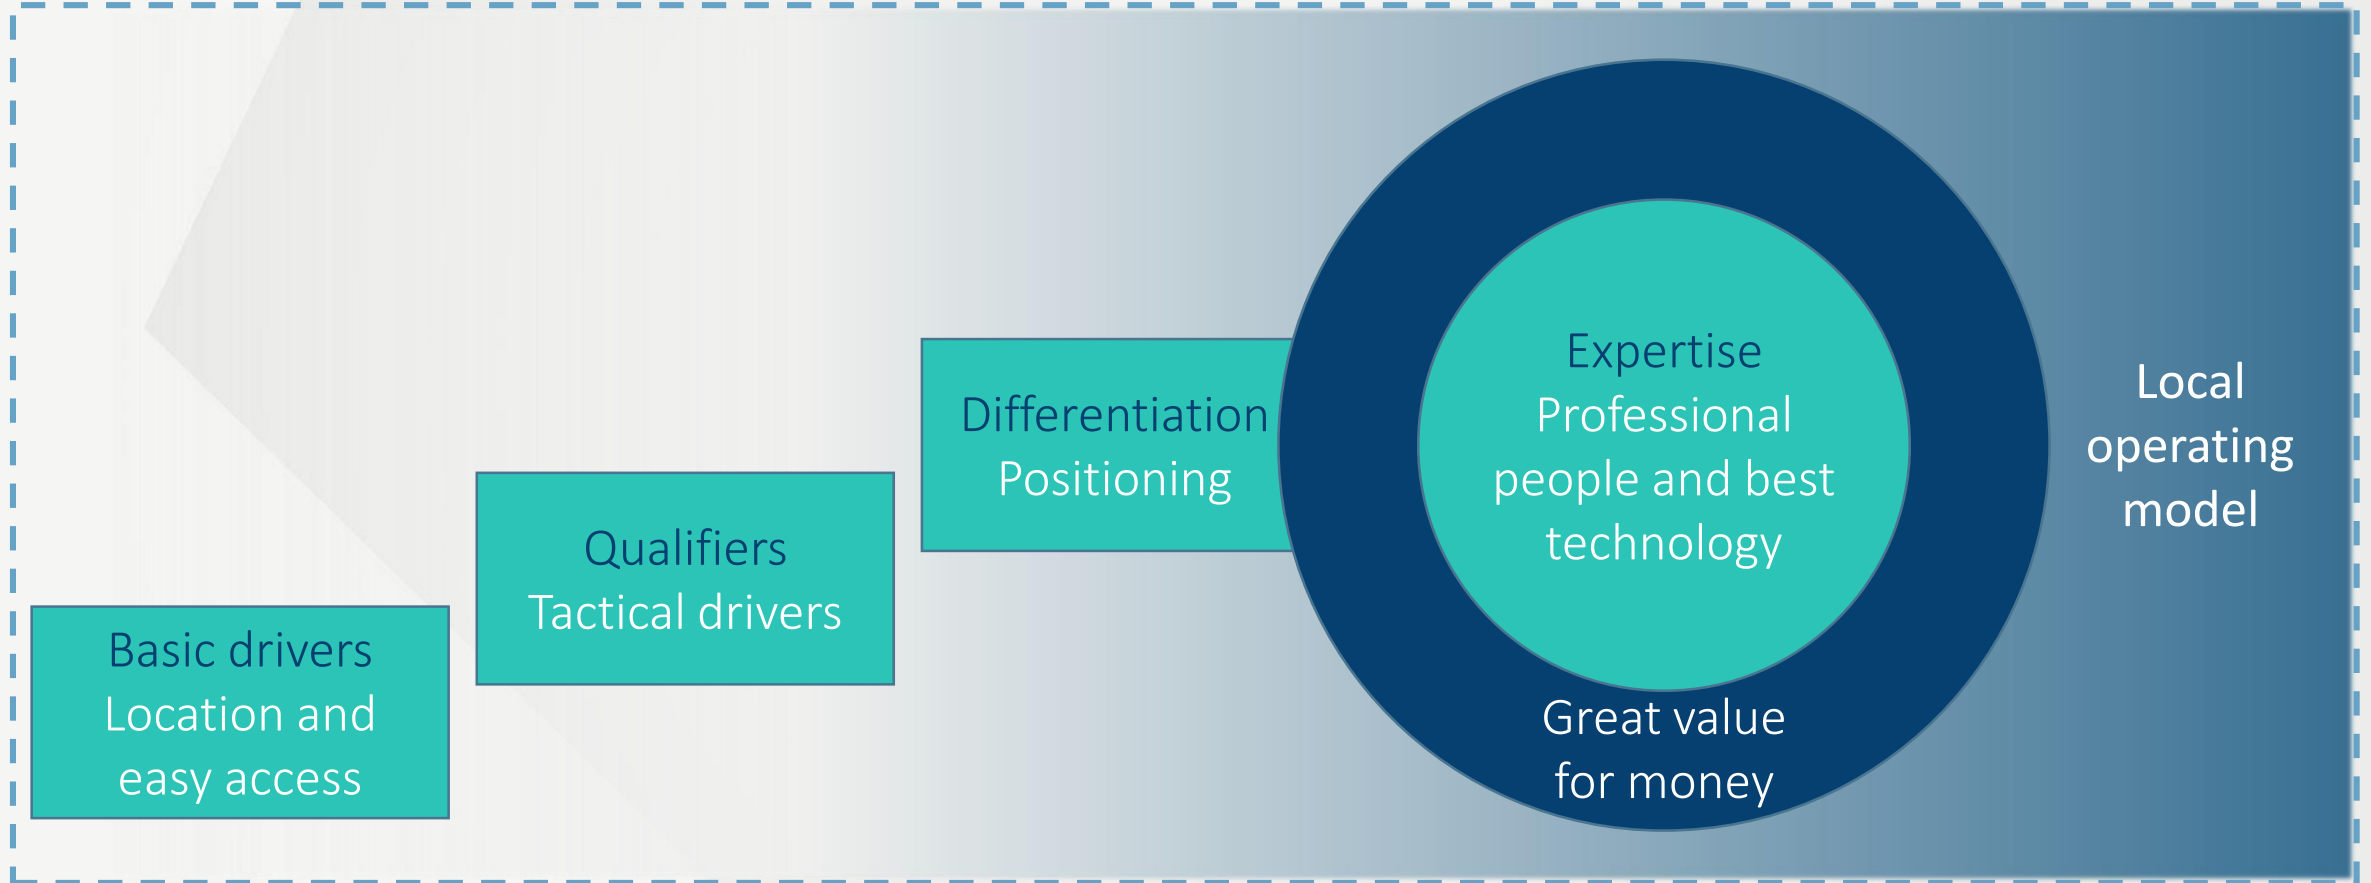 Basic drivers
Location and
easy access
Qualifiers
Tactical drivers
Differentiation
Positioning
Expertise
Professional
people and best
technology
Great value
for money
Local
operating
model